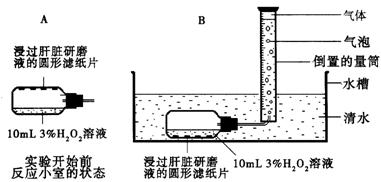 A
浸过肝脏研磨
液的圆形滤纸片
10mL 3%H₂O₂溶液
实验开始前
反应小室的状态
B
气体
气泡
倒置的量筒
水槽
清水
浸过肝脏研磨
液的圆形滤纸片
10mL 3%H₂O₂溶液